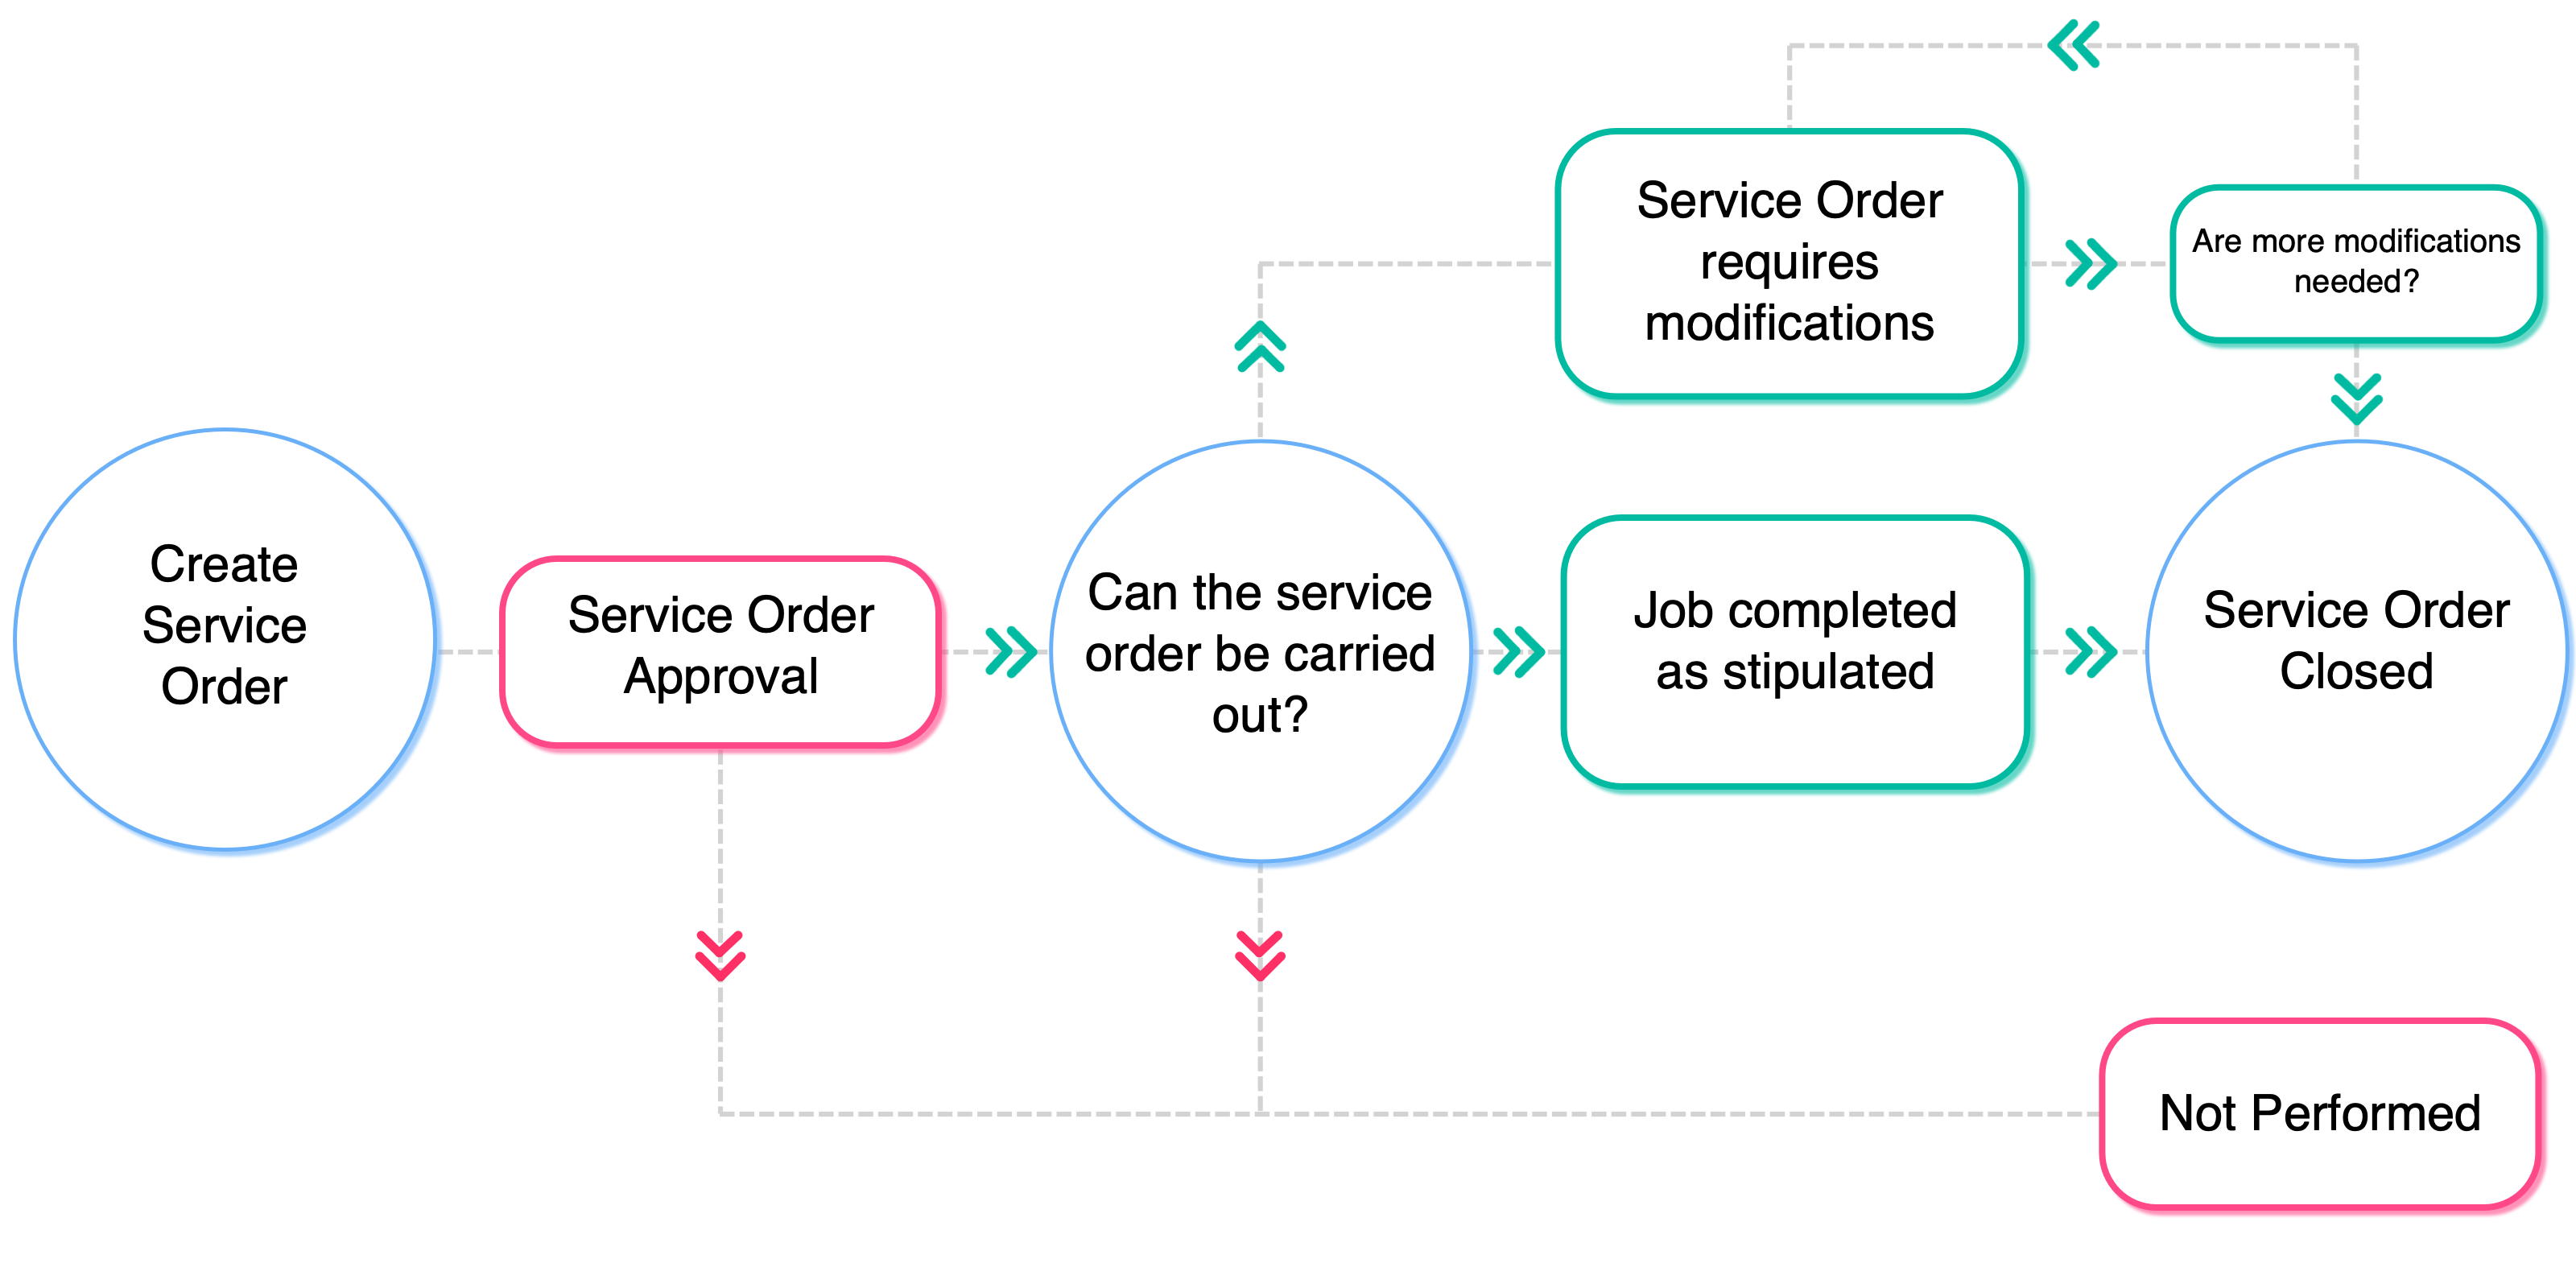 Create
Service
Order
Service Order
Approval
Can the service
order be carried
out?
Service Order
requires
modifications
Are more modifications
needed?
Job completed
as stipulated
Service Order
Closed
Not Performed